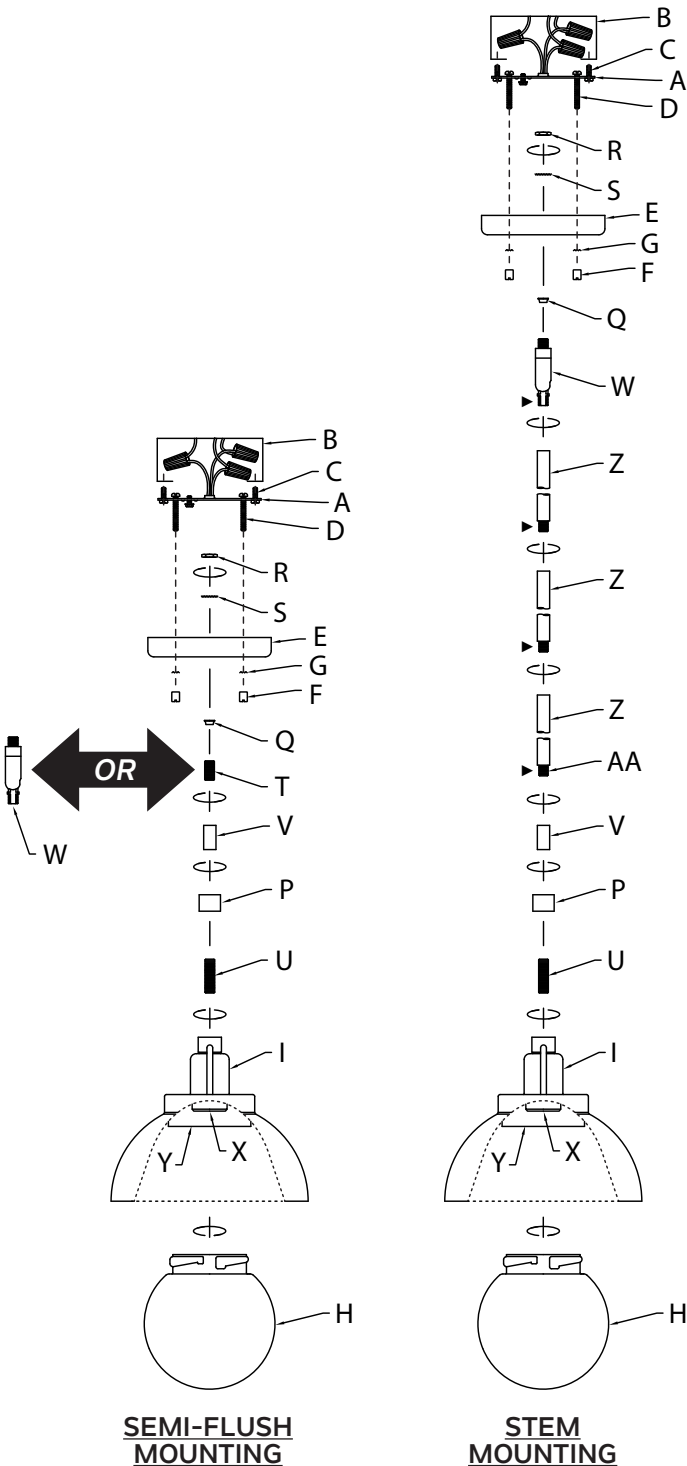 B
C
A
D
R
S
E
G
F
Q
W
Z
Z
Z
AA
V
P
U
I
Y
X
H
STEM
MOUNTING
B
C
A
D
R
S
E
G
F
Q
OR
T
W
V
P
U
I
Y
X
H
SEMI-FLUSH
MOUNTING